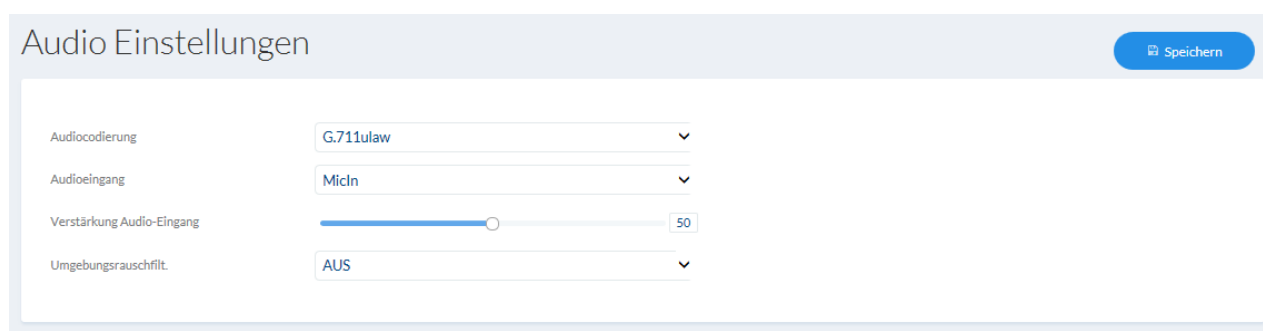 Audio Einstellungen
Speichern
Audiocodierung
G.711ulaw
Audioeingang
MicIn
Verstärkung Audio-Eingang
50
Umgebungsrauschfilt.
AUS